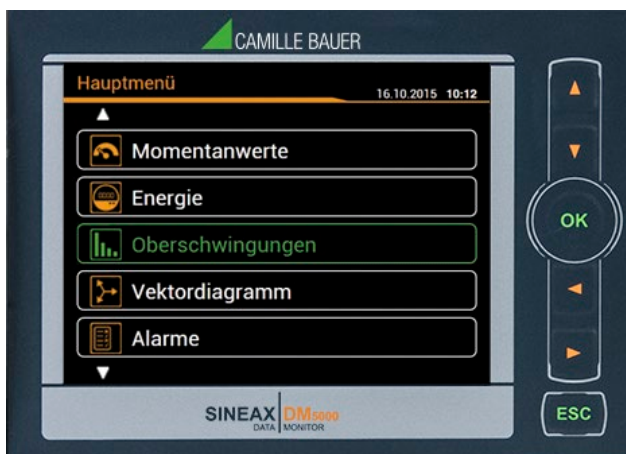 CAMILLE BAUER
Hauptmenü
16.10.2015 10:12
Momentanwerte
Energie
Oberschwingungen
Vektordiagramm
Alarme
OK
ESC
SINEAX DM5000
DATA MONITOR